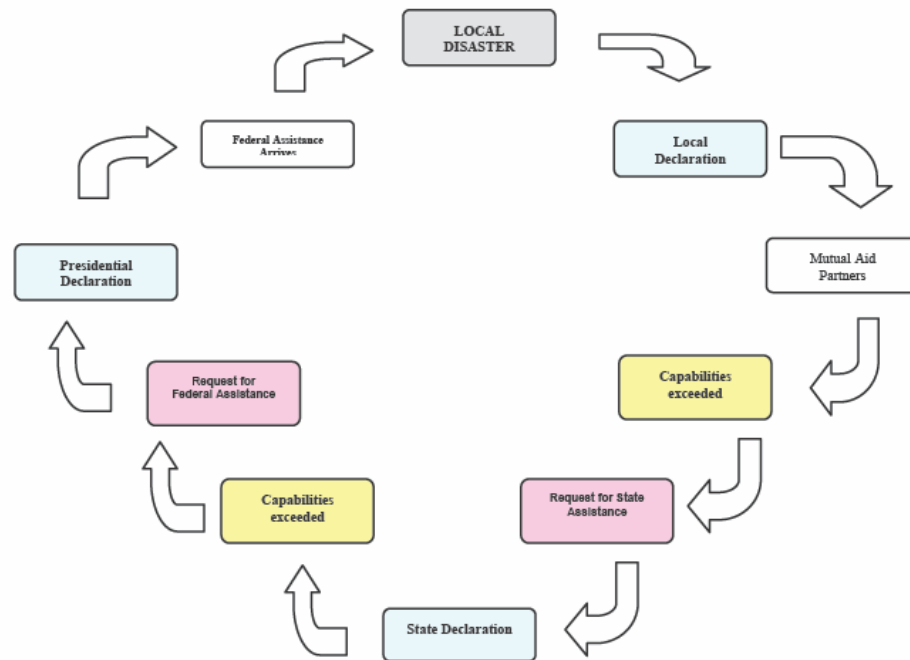 LOCAL
DISASTER
Local
Declaration
Mutual Aid
Partners
Capabilities
exceeded
Request for State
Assistance
State Declaration
Capabilities
exceeded
Request for
Federal Assistance
Presidential
Declaration
Federal Assistance
Arrives